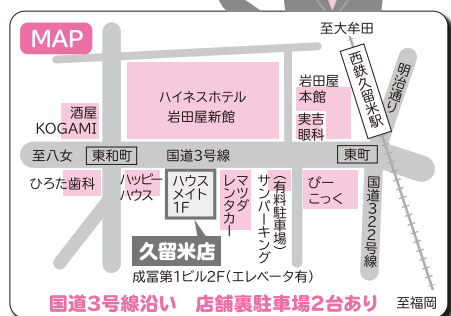 MAP
至大牟田
西鉄久留米駅
明治通り
ハイネスホテル
岩田屋新館
岩田屋
本館
実吉
眼科
酒屋
KOGAMI
至八女
東和町
国道3号線
東町
ひろた歯科
ハッピー
ハウス
ハウス
メイト
1F
マツダ
レンタカー
(有料駐車場)
サンパーキング
ぴー
こっく
国道322号線
久留米店
成冨第1ビル2F(エレベータ有)
国道3号線沿い 店舗裏駐車場2台あり
至福岡